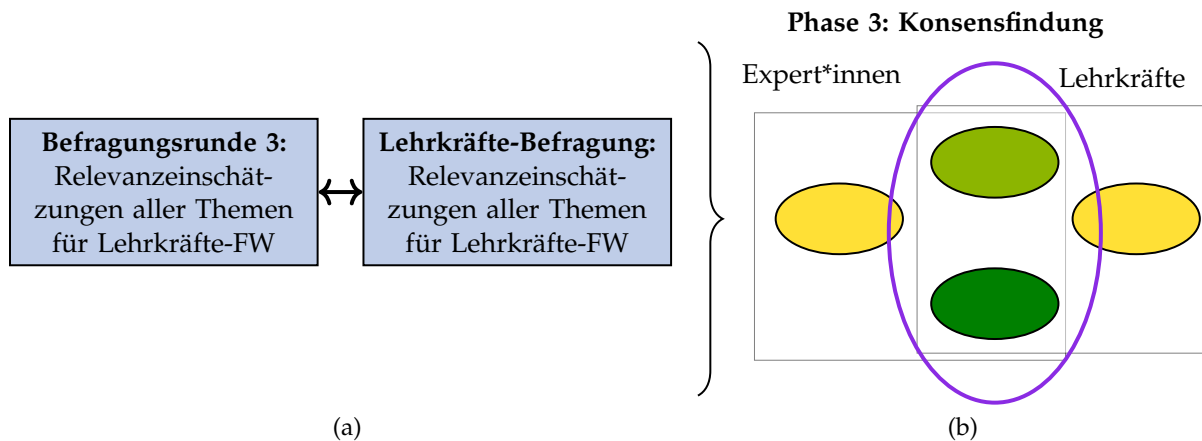 Phase 3: Konsensfindung
Expert*innen
Lehrkräfte
Befragungsrunde 3:
Relevanzeinschät-
zungen aller Themen
für Lehrkräfte-FW
Lehrkräfte-Befragung:
Relevanzeinschät-
zungen aller Themen
für Lehrkräfte-FW
(a)
(b)